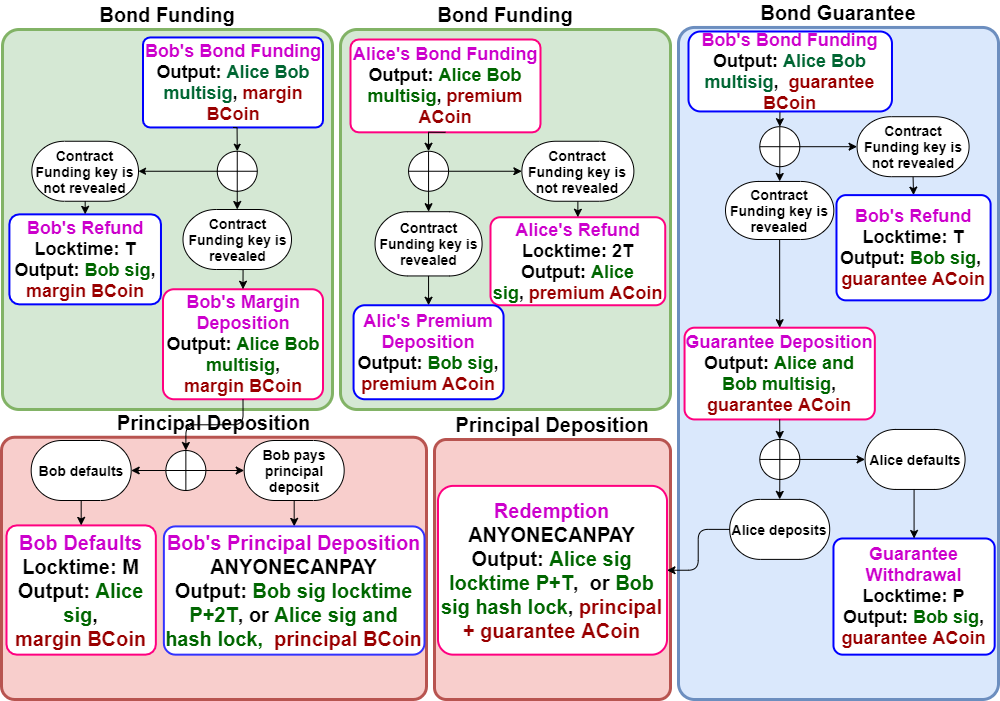 Bond Funding
Bob's Bond Funding
Output: Alice Bob
multisig, margin
BCoin
Contract
Funding key is
not revealed
Bob's Refund
Locktime: T
Output: Bob sig,
margin BCoin
Contract
Funding key is
revealed
Bob's Margin
Deposition
Output: Alice Bob
multisig,
margin BCoin
Bond Funding
Alice's Bond Funding
Output: Alice Bob
multisig, premium
ACoin
Contract
Funding key is
not revealed
Alice's Refund
Locktime: 2T
Output: Alice
sig, premium ACoin
Contract
Funding key is
revealed
Alic's Premium
Deposition
Output: Bob sig,
premium ACoin
Bond Guarantee
Bob's Bond Funding
Output: Alice Bob
multisig, guarantee
BCoin
Contract
Funding key is
not revealed
Bob's Refund
Locktime: T
Output: Bob sig,
guarantee ACoin
Contract
Funding key is
revealed
Guarantee Deposition
Output: Alice and
Bob multisig,
guarantee ACoin
Alice defaults
Alice deposits
Guarantee
Withdrawal
Locktime: P
Output: Bob sig,
guarantee ACoin
Principal Deposition
Bob defaults
Bob pays
principal
deposit
Bob Defaults
Locktime: M
Output: Alice
sig,
margin BCoin
Bob's Principal Deposition
ANYONECANPAY
Output: Bob sig locktime
P+2T, or Alice sig and
hash lock, principal BCoin
Principal Deposition
Redemption
ANYONECANPAY
Output: Alice sig
locktime P+T, or Bob
sig hash lock, principal
+ guarantee ACoin